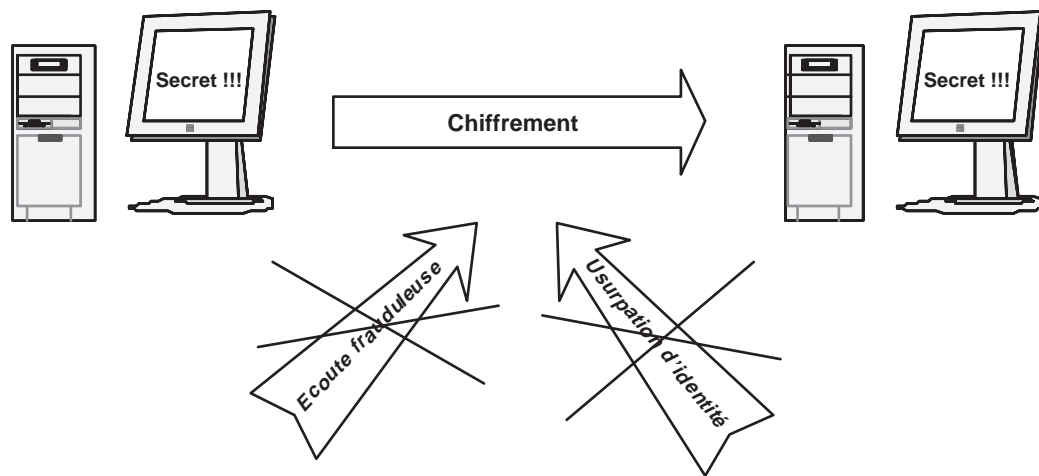 Secret !!!
Secret !!!
Chiffrement
Ecoute frauduleuse
Usurpation d'identité